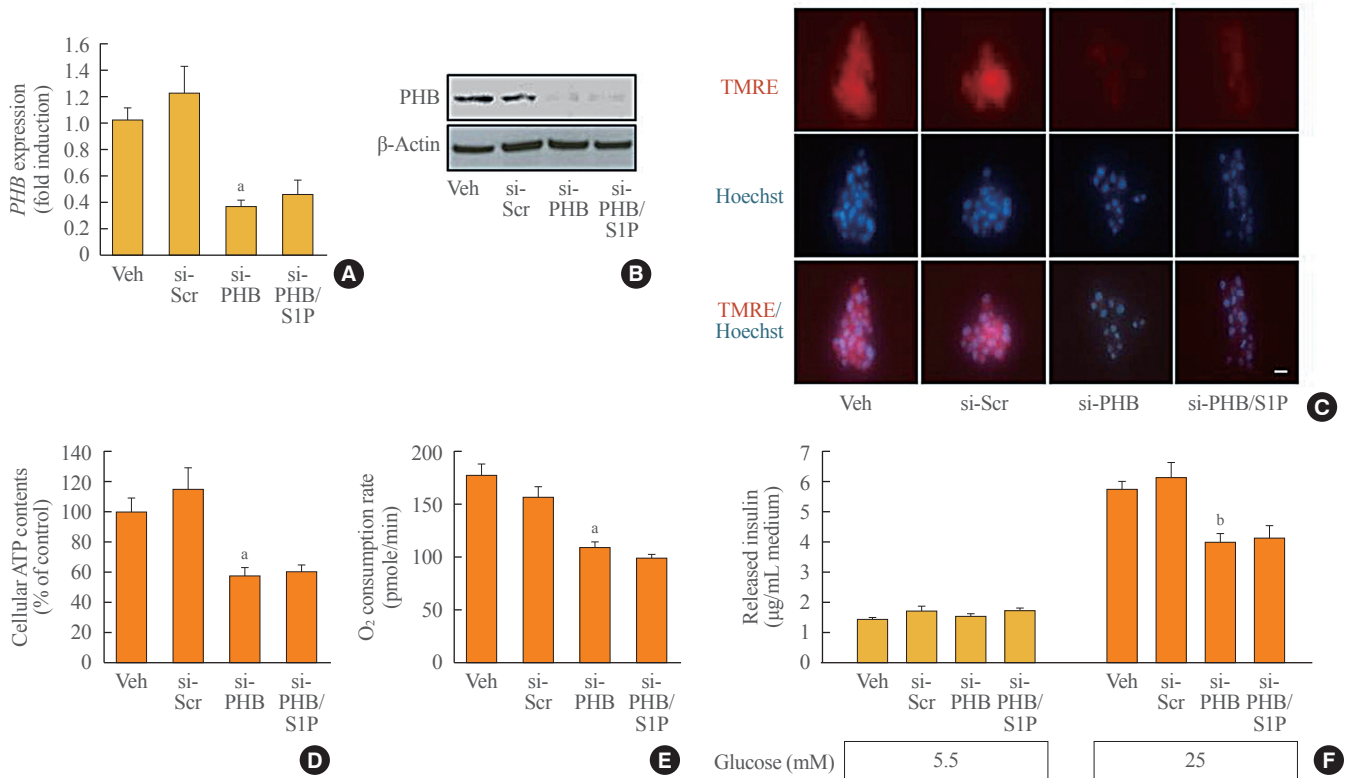 1.6
1.4
1.2
1.0
0.8
0.6
0.4
0.2
0
PHB expression
(fold induction)
a
Veh
si-
Scr
si-
PHB
si-
PHB/
S1P
A
PHB
β-Actin
Veh
si-
Scr
si-
PHB
si-
PHB/
S1P
B
TMRE
Hoechst
TMRE/
Hoechst
Veh
si-Scr
si-PHB
si-PHB/S1P
C
140
120
100
80
60
40
20
0
Cellular ATP contents
(% of control)
a
Veh
si-
Scr
si-
PHB
si-
PHB/
S1P
D
200
150
100
50
0
O₂ consumption rate
(pmole/min)
a
Veh
si-
Scr
si-
PHB
si-
PHB/
S1P
E
7
6
5
4
3
2
1
0
Released insulin
(μg/mL medium)
b
Veh
si-
Scr
si-
PHB
si-
PHB/
S1P
Veh
si-
Scr
si-
PHB
si-
PHB/
S1P
Glucose (mM)
5.5
25
F